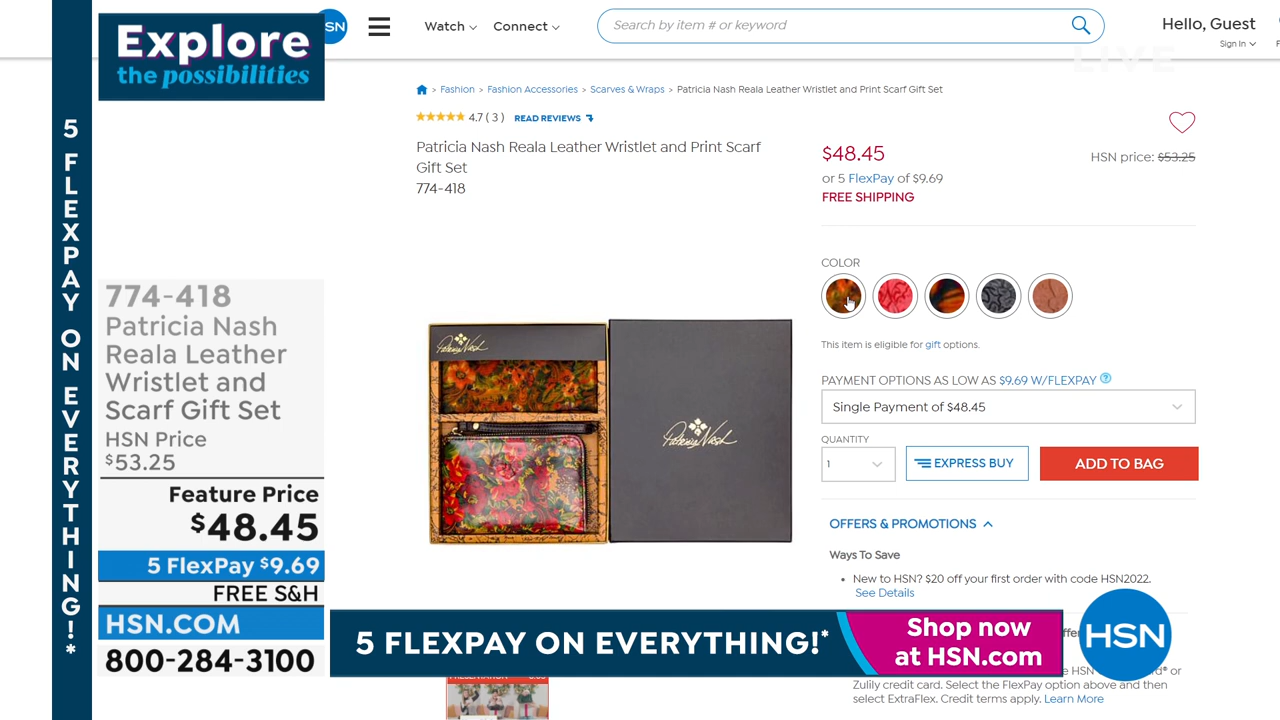 5 FLEXPAY ON EVERYTHING!*
Explore
the possibilities
774-418
Patricia Nash
Reala Leather
Wristlet and
Scarf Gift Set
HSN Price
$53.25
Feature Price
$48.45
5 FlexPay $9.69
FREE S&H
HSN.COM
800-284-3100
SN
Watch
Connect
Search by item # or keyword
Hello, Guest
Sign In
LIVE
> Fashion > Fashion Accessories > Scarves & Wraps > Patricia Nash Reala Leather Wristlet and Print Scarf Gift Set
4.7 ( 3 ) READ REVIEWS
Patricia Nash Reala Leather Wristlet and Print Scarf
Gift Set
774-418
Patricia Nash
Patricia Nash
$48.45
HSN price: $53.25
or 5 FlexPay of $9.69
FREE SHIPPING
COLOR
This item is eligible for gift options.
PAYMENT OPTIONS AS LOW AS $9.69 W/FLEXPAY
Single Payment of $48.45
QUANTITY
1
EXPRESS BUY
ADD TO BAG
OFFERS & PROMOTIONS
Ways To Save
• New to HSN? $20 off your first order with code HSN2022.
See Details
5 FLEXPAY ON EVERYTHING!*
Shop now
at HSN.com
HSN
Zulily credit card. Select the FlexPay option above and then
select ExtraFlex. Credit terms apply. Learn More